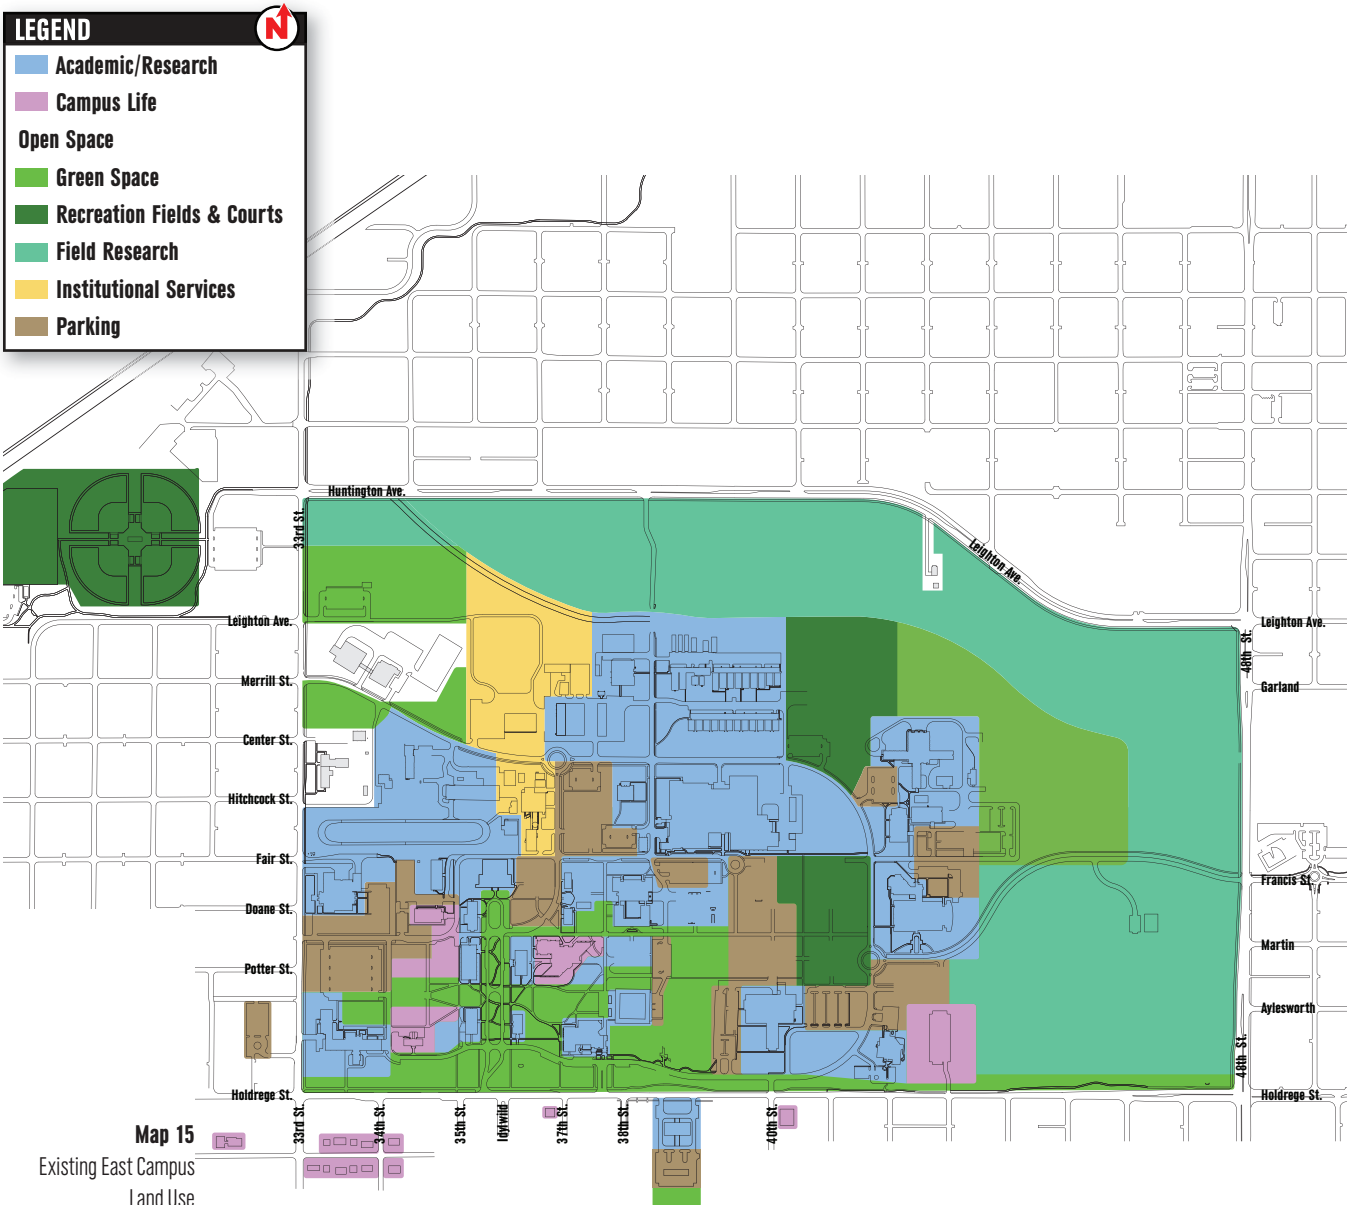 LEGEND
N
Academic/Research
Campus Life
Open Space
Green Space
Recreation Fields & Courts
Field Research
Institutional Services
Parking
Huntington Ave.
33rd St.
Leighton Ave.
Leighton Ave.
Leighton Ave.
48th St.
Merrill St.
Garland
Center St.
Hitchcock St.
Fair St.
Francis St
Doane St.
Martin
Potter St.
Aylesworth
48th St.
Holdrege St.
Holdrege St.
33rd St.
34th St.
35th St.
Idylwild
37th St.
38th St.
40th St.
Map 15
Existing East Campus
Land Use